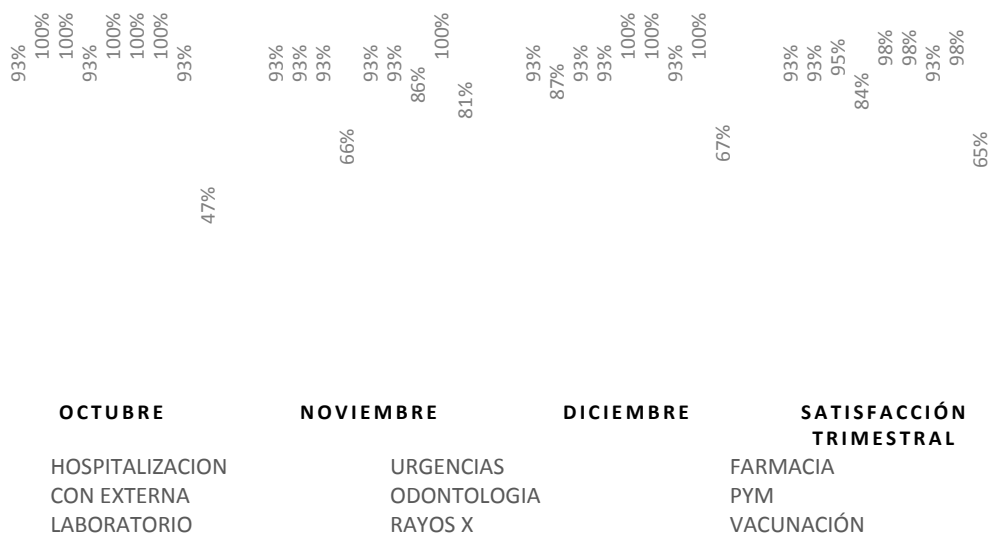 93% 100% 100% 93% 100% 100% 100% 93% 47%
93% 93% 93% 66% 93% 93% 86% 100% 81%
93% 87% 93% 93% 100% 100% 93% 100% 67%
93% 93% 95% 84% 98% 98% 93% 98% 65%
OCTUBRE
NOVIEMBRE
DICIEMBRE
SATISFACCIÓN
TRIMESTRAL
HOSPITALIZACION
URGENCIAS
FARMACIA
CON EXTERNA
ODONTOLOGIA
PYM
LABORATORIO
RAYOS X
VACUNACIÓN